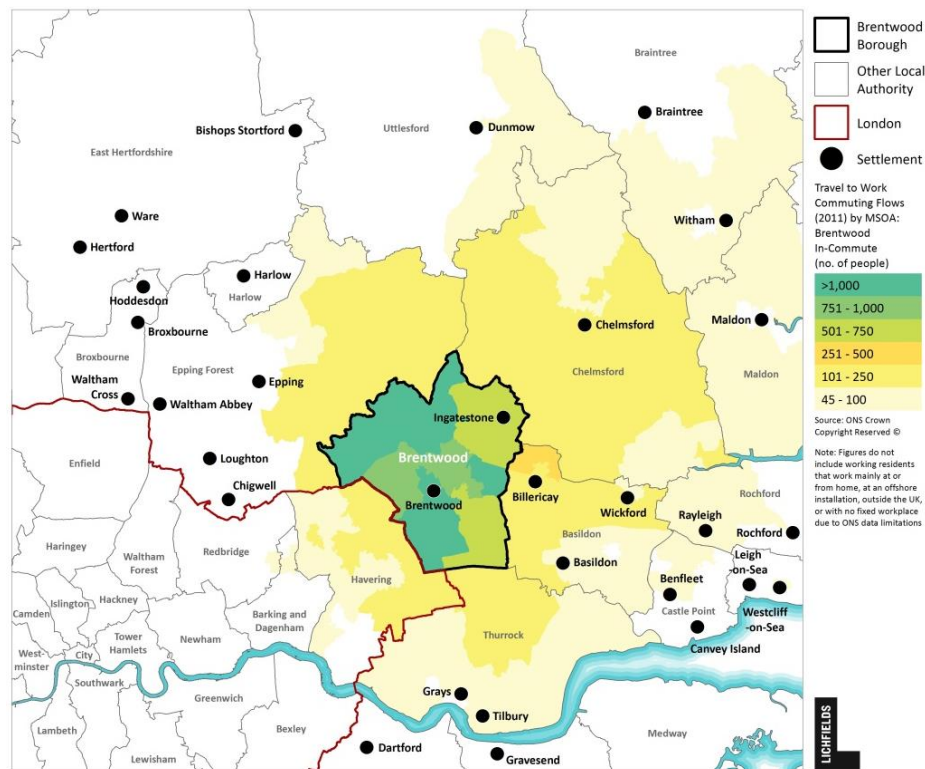 Braintree
Braintree
Bishops Stortford
Uttlesford
Dunmow
East Hertfordshire
Ware
Witham
Hertford
Harlow
Harlow
Hoddesdon
Broxbourne
Chelmsford
Maldon
Broxbourne
Epping Forest
Epping
Chelmsford
Maldon
Waltham
Cross
Waltham Abbey
Ingatestone
Enfield
Loughton
Brentwood
Chigwell
Brentwood
Billericay
Wickford
Rochford
Rayleigh
Rochford
Haringey
Waltham
Forest
Redbridge
Basildon
Basildon
Leigh
-on-Sea
Havering
Benfleet
Camden
Islington
Hackney
Barking and
Dagenham
Castle Point
Westcliff
-on-Sea
West-
minster
City
Tower
Hamlets
Newham
Thurrock
Canvey Island
Southwark
Greenwich
Grays
Tilbury
Lambeth
Bexley
Lewisham
Dartford
Gravesend
Medway
Brentwood
Borough
Other Local
Authority
London
Settlement
Travel to Work
Commuting Flows
(2011) by MSOA:
Brentwood
In-Commute
(no. of people)
>1,000
751 - 1,000
501 - 750
251 - 500
101 - 250
45 - 100
Source: ONS Crown
Copyright Reserved ©
Note: Figures do not
include working residents
that work mainly at or
from home, at an offshore
installation, outside the UK,
or with no fixed workplace
due to ONS data limitations
LICHFIELDS